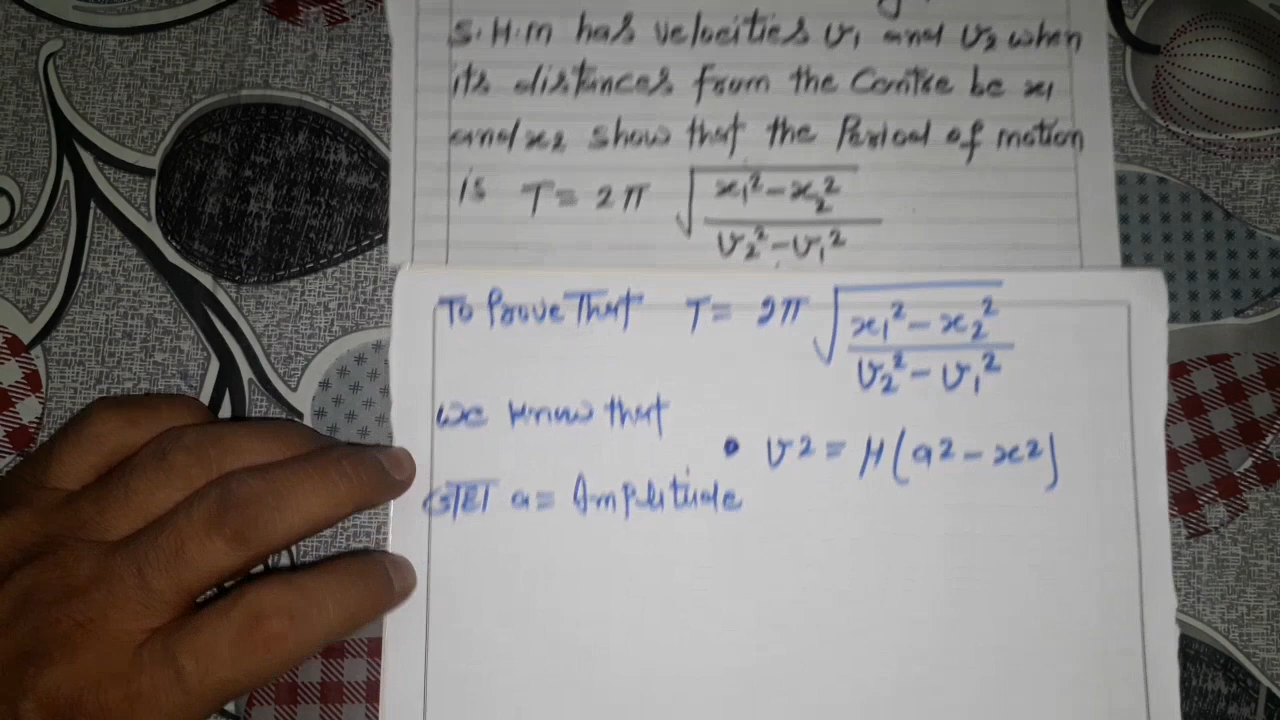 S.H.M has velocities v₁ and v₂ when
its distances from the Centre be x₁
and x₂ show that the Period of motion
is T = 2π √(x₁² - x₂² / v₂² - v₁²)
To Prove That T = 2π √(x₁² - x₂² / v₂² - v₁²)
we know that
• v² = μ(a² - x²)
जहाँ a = Amplitude